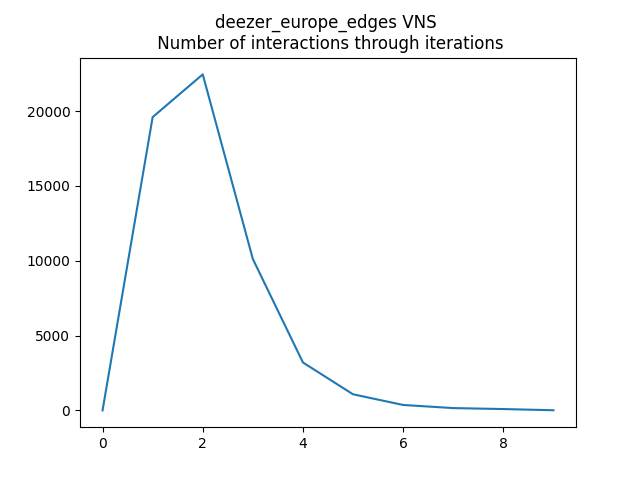 deezer_europe_edges VNS
Number of interactions through iterations
20000
15000
10000
5000
0
0 2 4 6 8